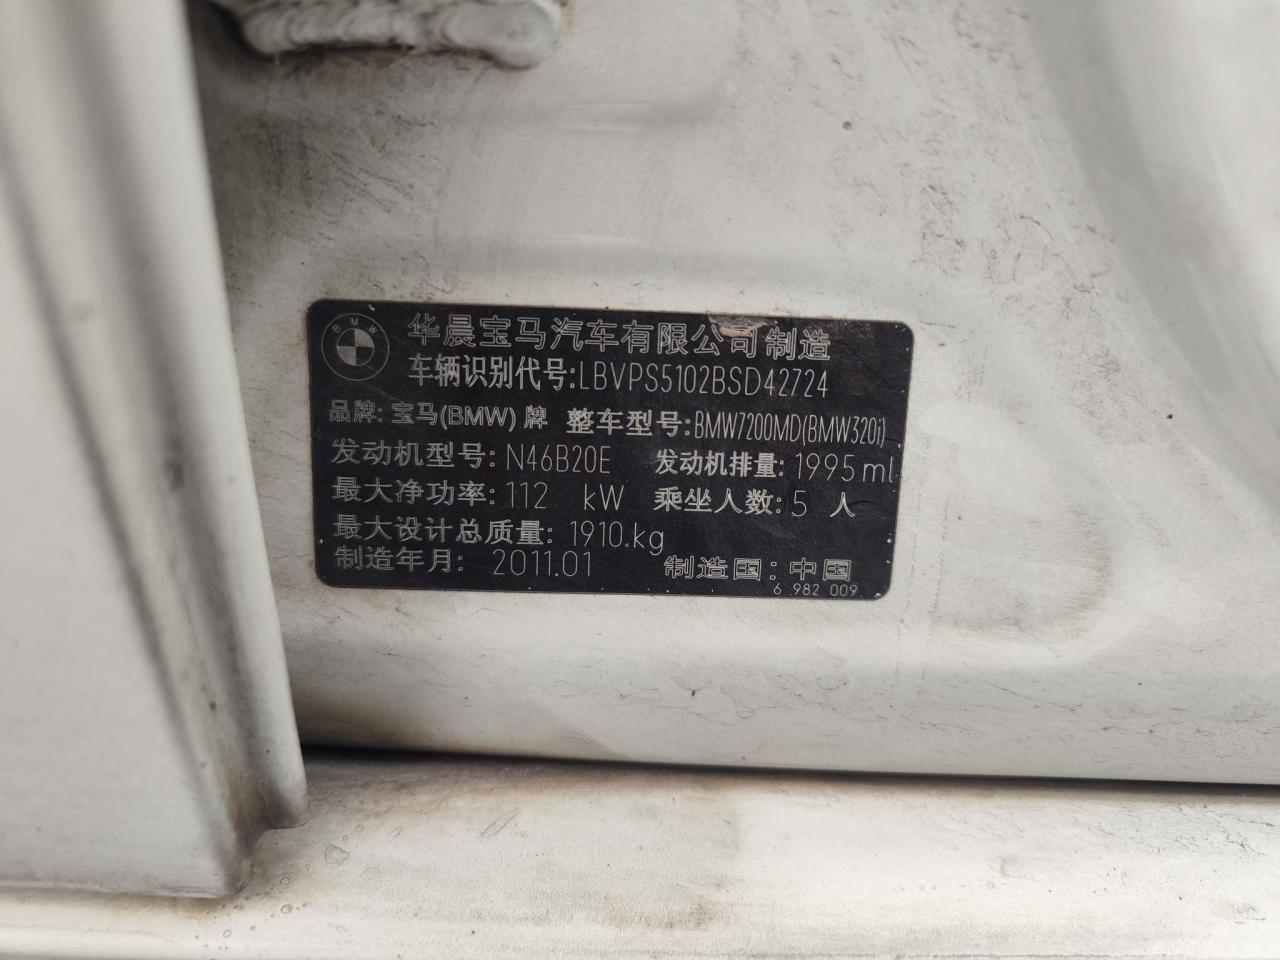 BMW
华晨宝马汽车有限公司制造
车辆识别代号:LBVPS5102BSD42724
品牌: 宝马(BMW) 牌 整车型号:BMW7200MD(BMW320i)
发动机型号: N46B20E 发动机排量: 1995 ml
最大净功率: 112 kW 乘坐人数: 5 人
最大设计总质量: 1910.kg
制造年月: 2011.01 制造国: 中国
6 982 009